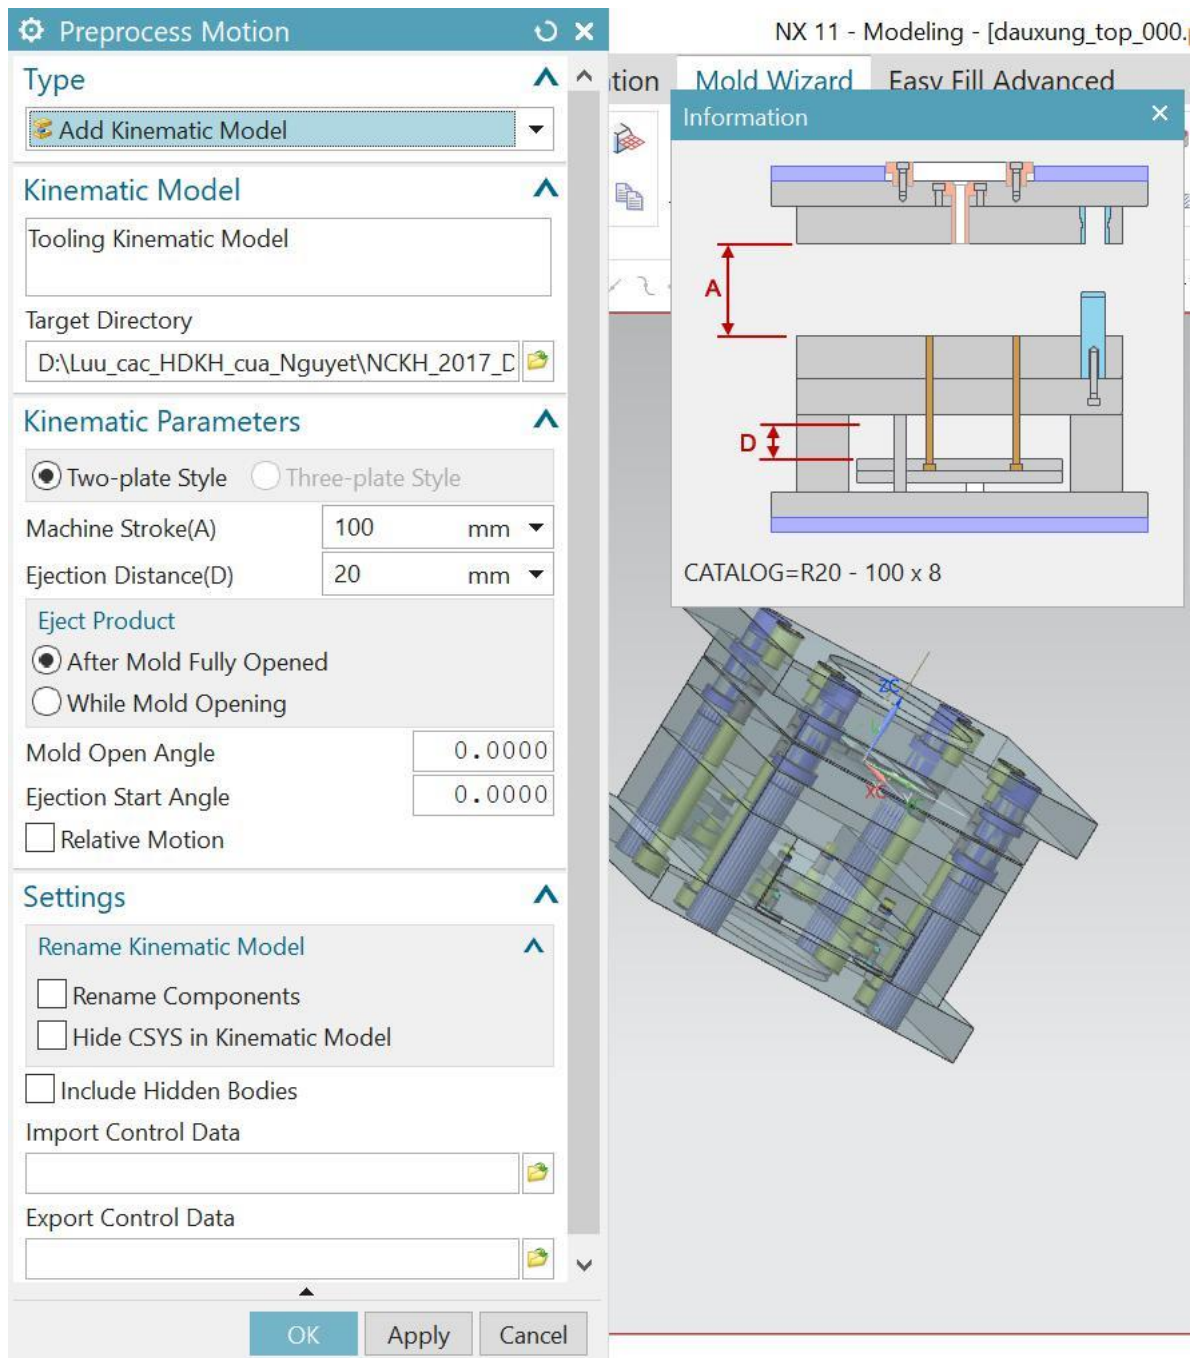 Preprocess Motion
NX 11 - Modeling - [dauxung_top_000.
Type
Mold Wizard
Easy Fill Advanced
Add Kinematic Model
Information
Kinematic Model
Tooling Kinematic Model
Target Directory
D:\Luu_cac_HDKH_cua_Nguyet\NCKH_2017_D
Kinematic Parameters
Two-plate Style
Three-plate Style
Machine Stroke(A)
100 mm
Ejection Distance(D)
20 mm
Eject Product
After Mold Fully Opened
While Mold Opening
Mold Open Angle
0.0000
Ejection Start Angle
0.0000
Relative Motion
Settings
Rename Kinematic Model
Rename Components
Hide CSYS in Kinematic Model
Include Hidden Bodies
Import Control Data
Export Control Data
OK
Apply
Cancel
A
D
CATALOG=R20 - 100 x 8
ZC
XC